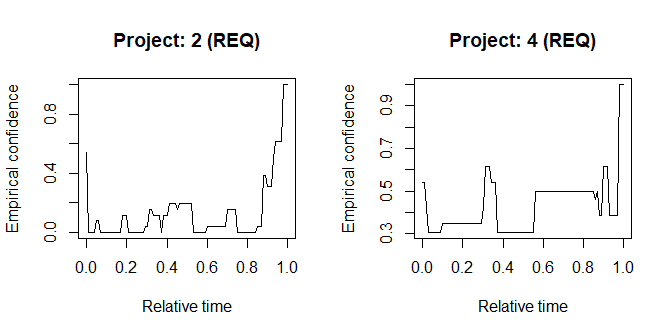 Project: 2 (REQ)
Empirical confidence
0.0 0.4 0.8
0.0 0.2 0.4 0.6 0.8 1.0
Relative time
Project: 4 (REQ)
Empirical confidence
0.3 0.5 0.7 0.9
0.0 0.2 0.4 0.6 0.8 1.0
Relative time